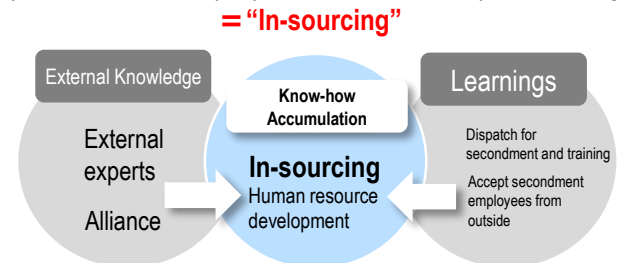 ＝“In-sourcing”
External Knowledge
External
experts
Alliance
Know-how
Accumulation
In-sourcing
Human resource
development
Learnings
Dispatch for
secondment and training
Accept secondment
employees from
outside